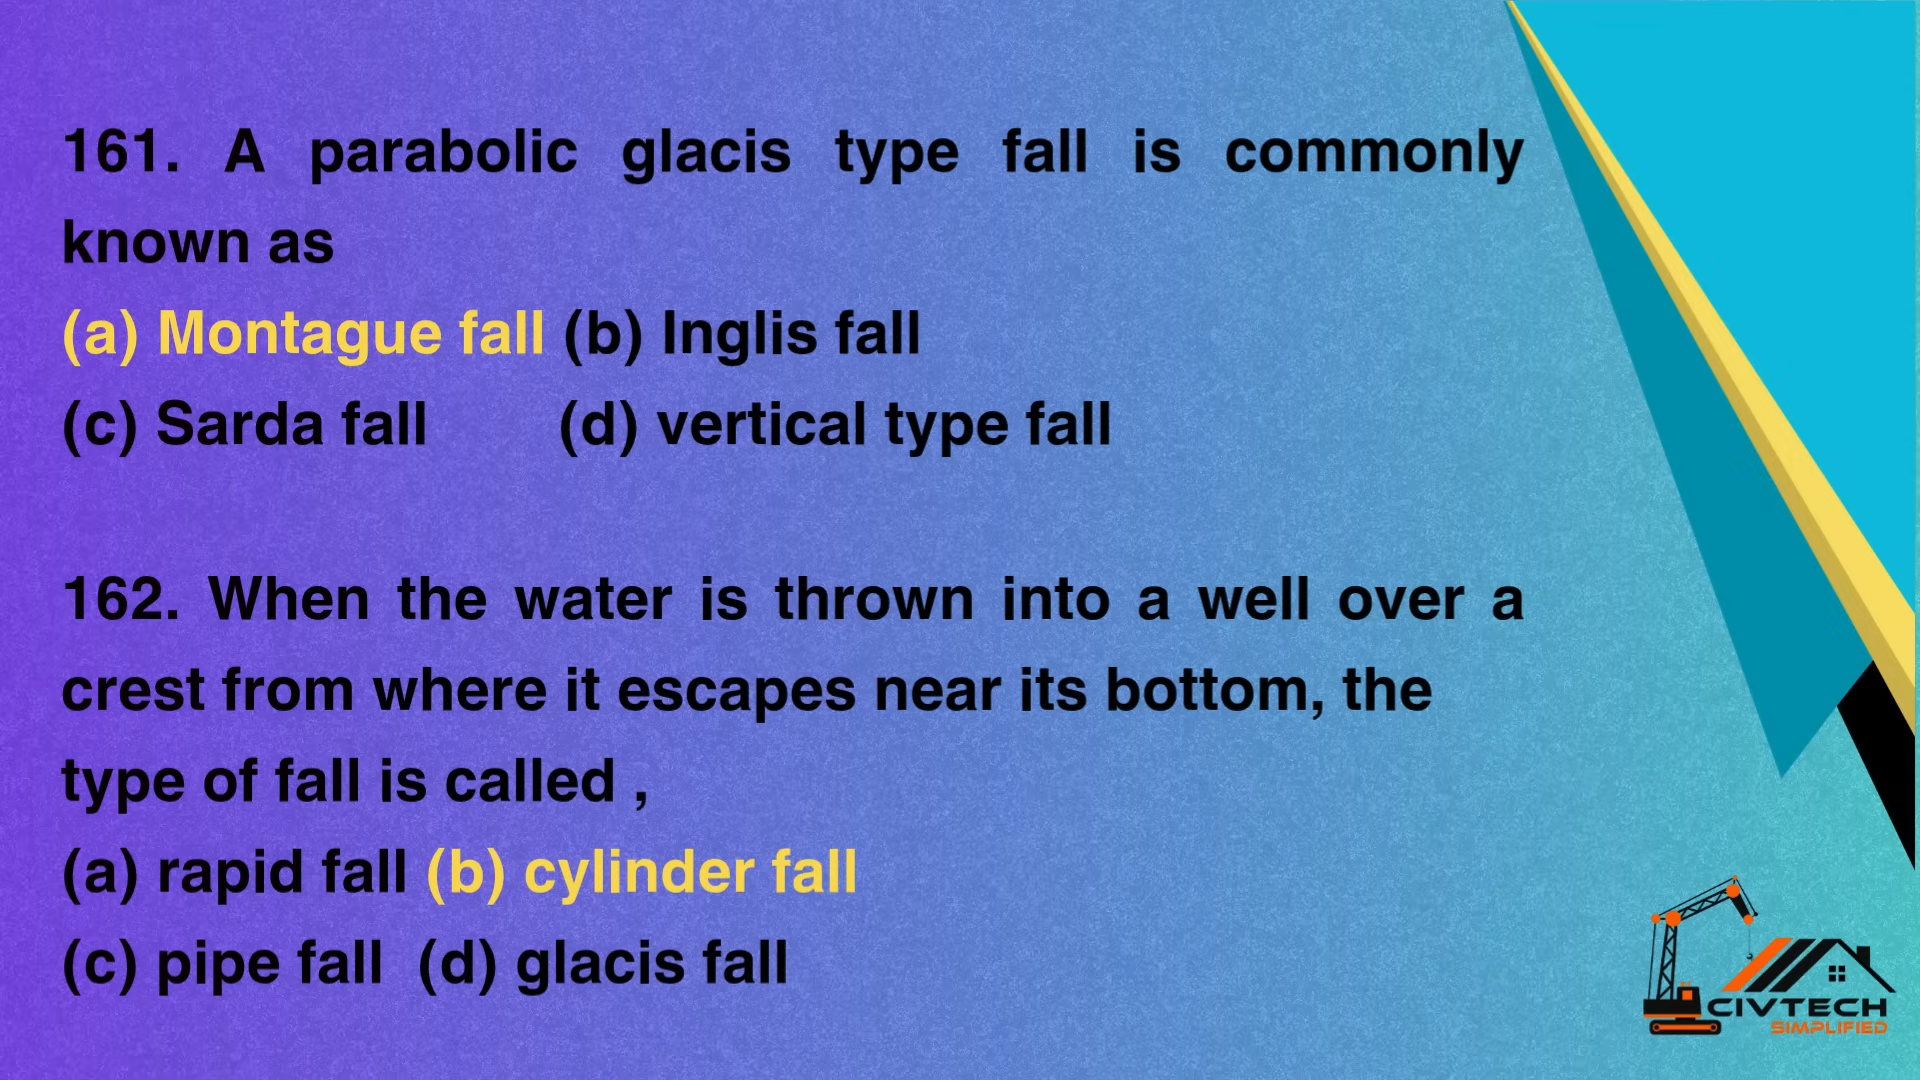 161. A parabolic glacis type fall is commonly
known as
(a) Montague fall (b) Inglis fall
(c) Sarda fall (d) vertical type fall
162. When the water is thrown into a well over a
crest from where it escapes near its bottom, the
type of fall is called ,
(a) rapid fall (b) cylinder fall
(c) pipe fall (d) glacis fall
CIVTECH
SIMPLIFIED